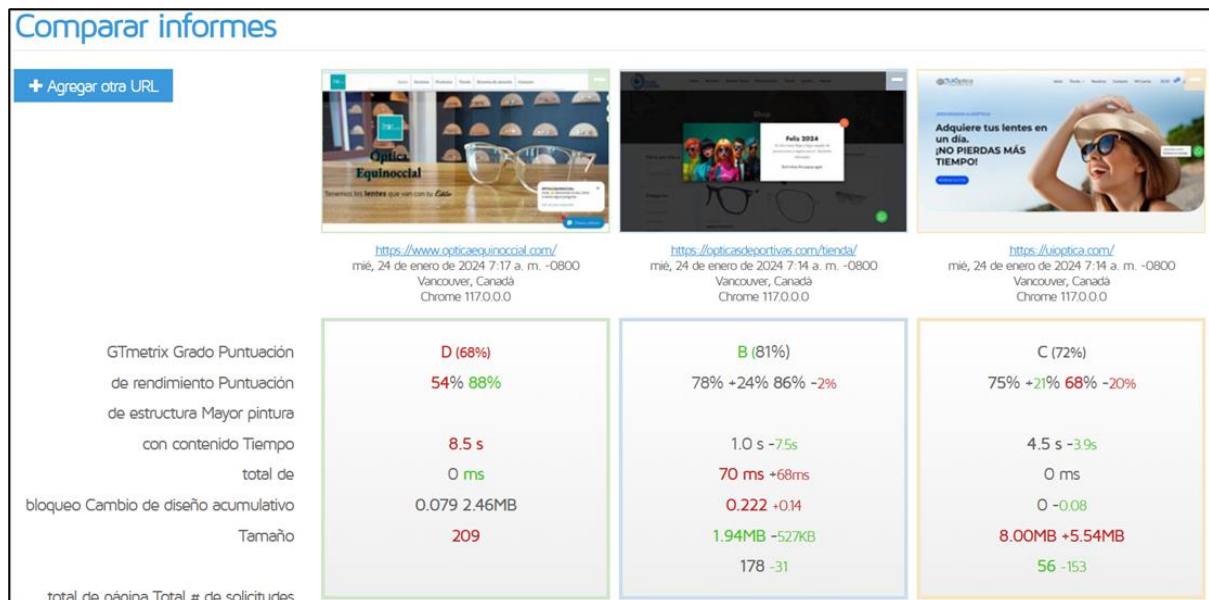 Comparar informes
+ Agregar otra URL
Óptica
Equinoccial
Tenemos los lentes que van con tu Estilo
Shop
Feliz 2024
UIOptica
Adquiere tus lentes en
un día.
¡NO PIERDAS MÁS
TIEMPO!
https://www.opticaequinoccial.com/ https://opticasdeportivas.com/tienda/ https://uioptica.com/
mié, 24 de enero de 2024 7:17 a. m. -0800 mié, 24 de enero de 2024 7:14 a. m. -0800 mié, 24 de enero de 2024 7:14 a. m. -0800
Vancouver, Canadá Vancouver, Canadá Vancouver, Canadá
Chrome 117.0.0.0 Chrome 117.0.0.0 Chrome 117.0.0.0
GTmetrix Grado Puntuación D (68%) B (81%) C (72%)
de rendimiento Puntuación 54% 88% 78% +24% 86% -2% 75% +21% 68% -20%
de estructura Mayor pintura
con contenido Tiempo 8.5 s 1.0 s -7.5s 4.5 s -3.9s
total de 0 ms 70 ms +68ms 0 ms
bloqueo Cambio de diseño acumulativo 0.079 2.46MB 0.222 +0.14 0 -0.08
Tamaño 209 1.94MB -527KB 8.00MB +5.54MB
178 -31 56 -153
total de página Total # de solicitudes